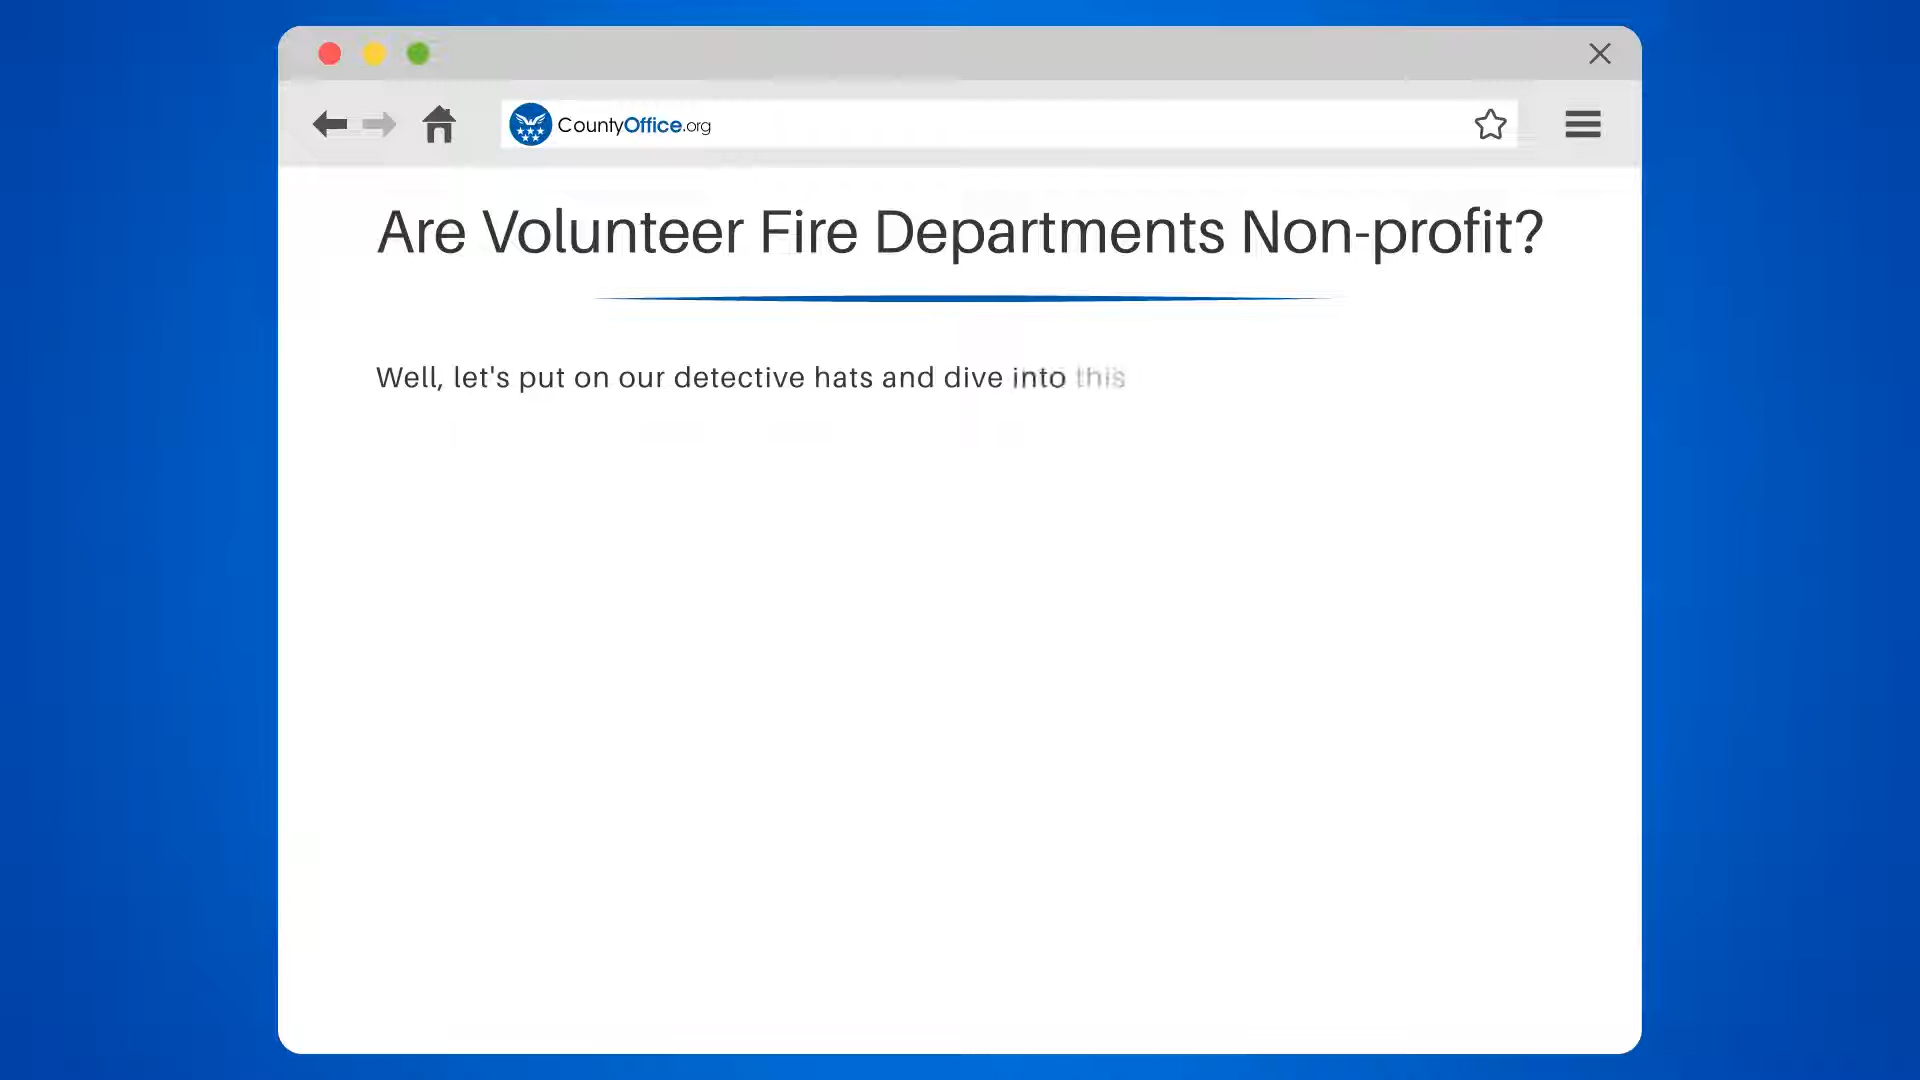 CountyOffice.org
Are Volunteer Fire Departments Non-profit?
Well, let's put on our detective hats and dive into this